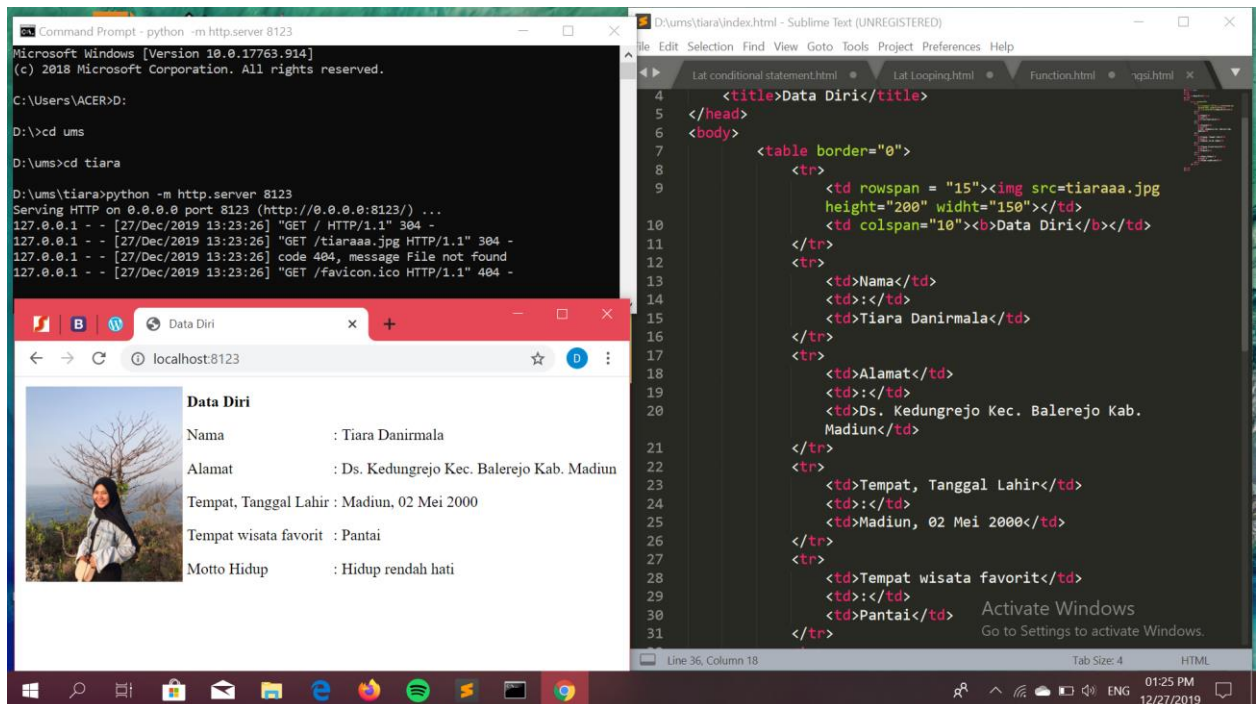 Command Prompt - python -m http.server 8123
Microsoft Windows [Version 10.0.17763.914]
(c) 2018 Microsoft Corporation. All rights reserved.
C:\Users\ACER>D:
D:\>cd ums
D:\ums>cd tiara
D:\ums\tiara>python -m http.server 8123
Serving HTTP on 0.0.0.0 port 8123 (http://0.0.0.0:8123/) ...
127.0.0.1 - - [27/Dec/2019 13:23:26] "GET / HTTP/1.1" 304 -
127.0.0.1 - - [27/Dec/2019 13:23:26] "GET /tiaraaa.jpg HTTP/1.1" 304 -
127.0.0.1 - - [27/Dec/2019 13:23:26] code 404, message File not found
127.0.0.1 - - [27/Dec/2019 13:23:26] "GET /favicon.ico HTTP/1.1" 404 -
Data Diri
localhost:8123
D
Data Diri
Nama : Tiara Danirmala
Alamat : Ds. Kedungrejo Kec. Balerejo Kab. Madiun
Tempat, Tanggal Lahir : Madiun, 02 Mei 2000
Tempat wisata favorit : Pantai
Motto Hidup : Hidup rendah hati
D:\ums\tiara\index.html - Sublime Text (UNREGISTERED)
ile Edit Selection Find View Goto Tools Project Preferences Help
Lat conditional statement.html Lat Looping.html Function.html ngsi.html
4 <title>Data Diri</title>
5 </head>
6 <body>
7 <table border="0">
8 <tr>
9 <td rowspan = "15"><img src=tiaraaa.jpg
height="200" widht="150"></td>
10 <td colspan="10"><b>Data Diri</b></td>
11 </tr>
12 <tr>
13 <td>Nama</td>
14 <td>:</td>
15 <td>Tiara Danirmala</td>
16 </tr>
17 <tr>
18 <td>Alamat</td>
19 <td>:</td>
20 <td>Ds. Kedungrejo Kec. Balerejo Kab.
Madiun</td>
21 </tr>
22 <tr>
23 <td>Tempat, Tanggal Lahir</td>
24 <td>:</td>
25 <td>Madiun, 02 Mei 2000</td>
26 </tr>
27 <tr>
28 <td>Tempat wisata favorit</td>
29 <td>:</td>
30 <td>Pantai</td>
31 </tr>
Activate Windows
Go to Settings to activate Windows.
Line 36, Column 18 Tab Size: 4 HTML
ENG
01:25 PM
12/27/2019